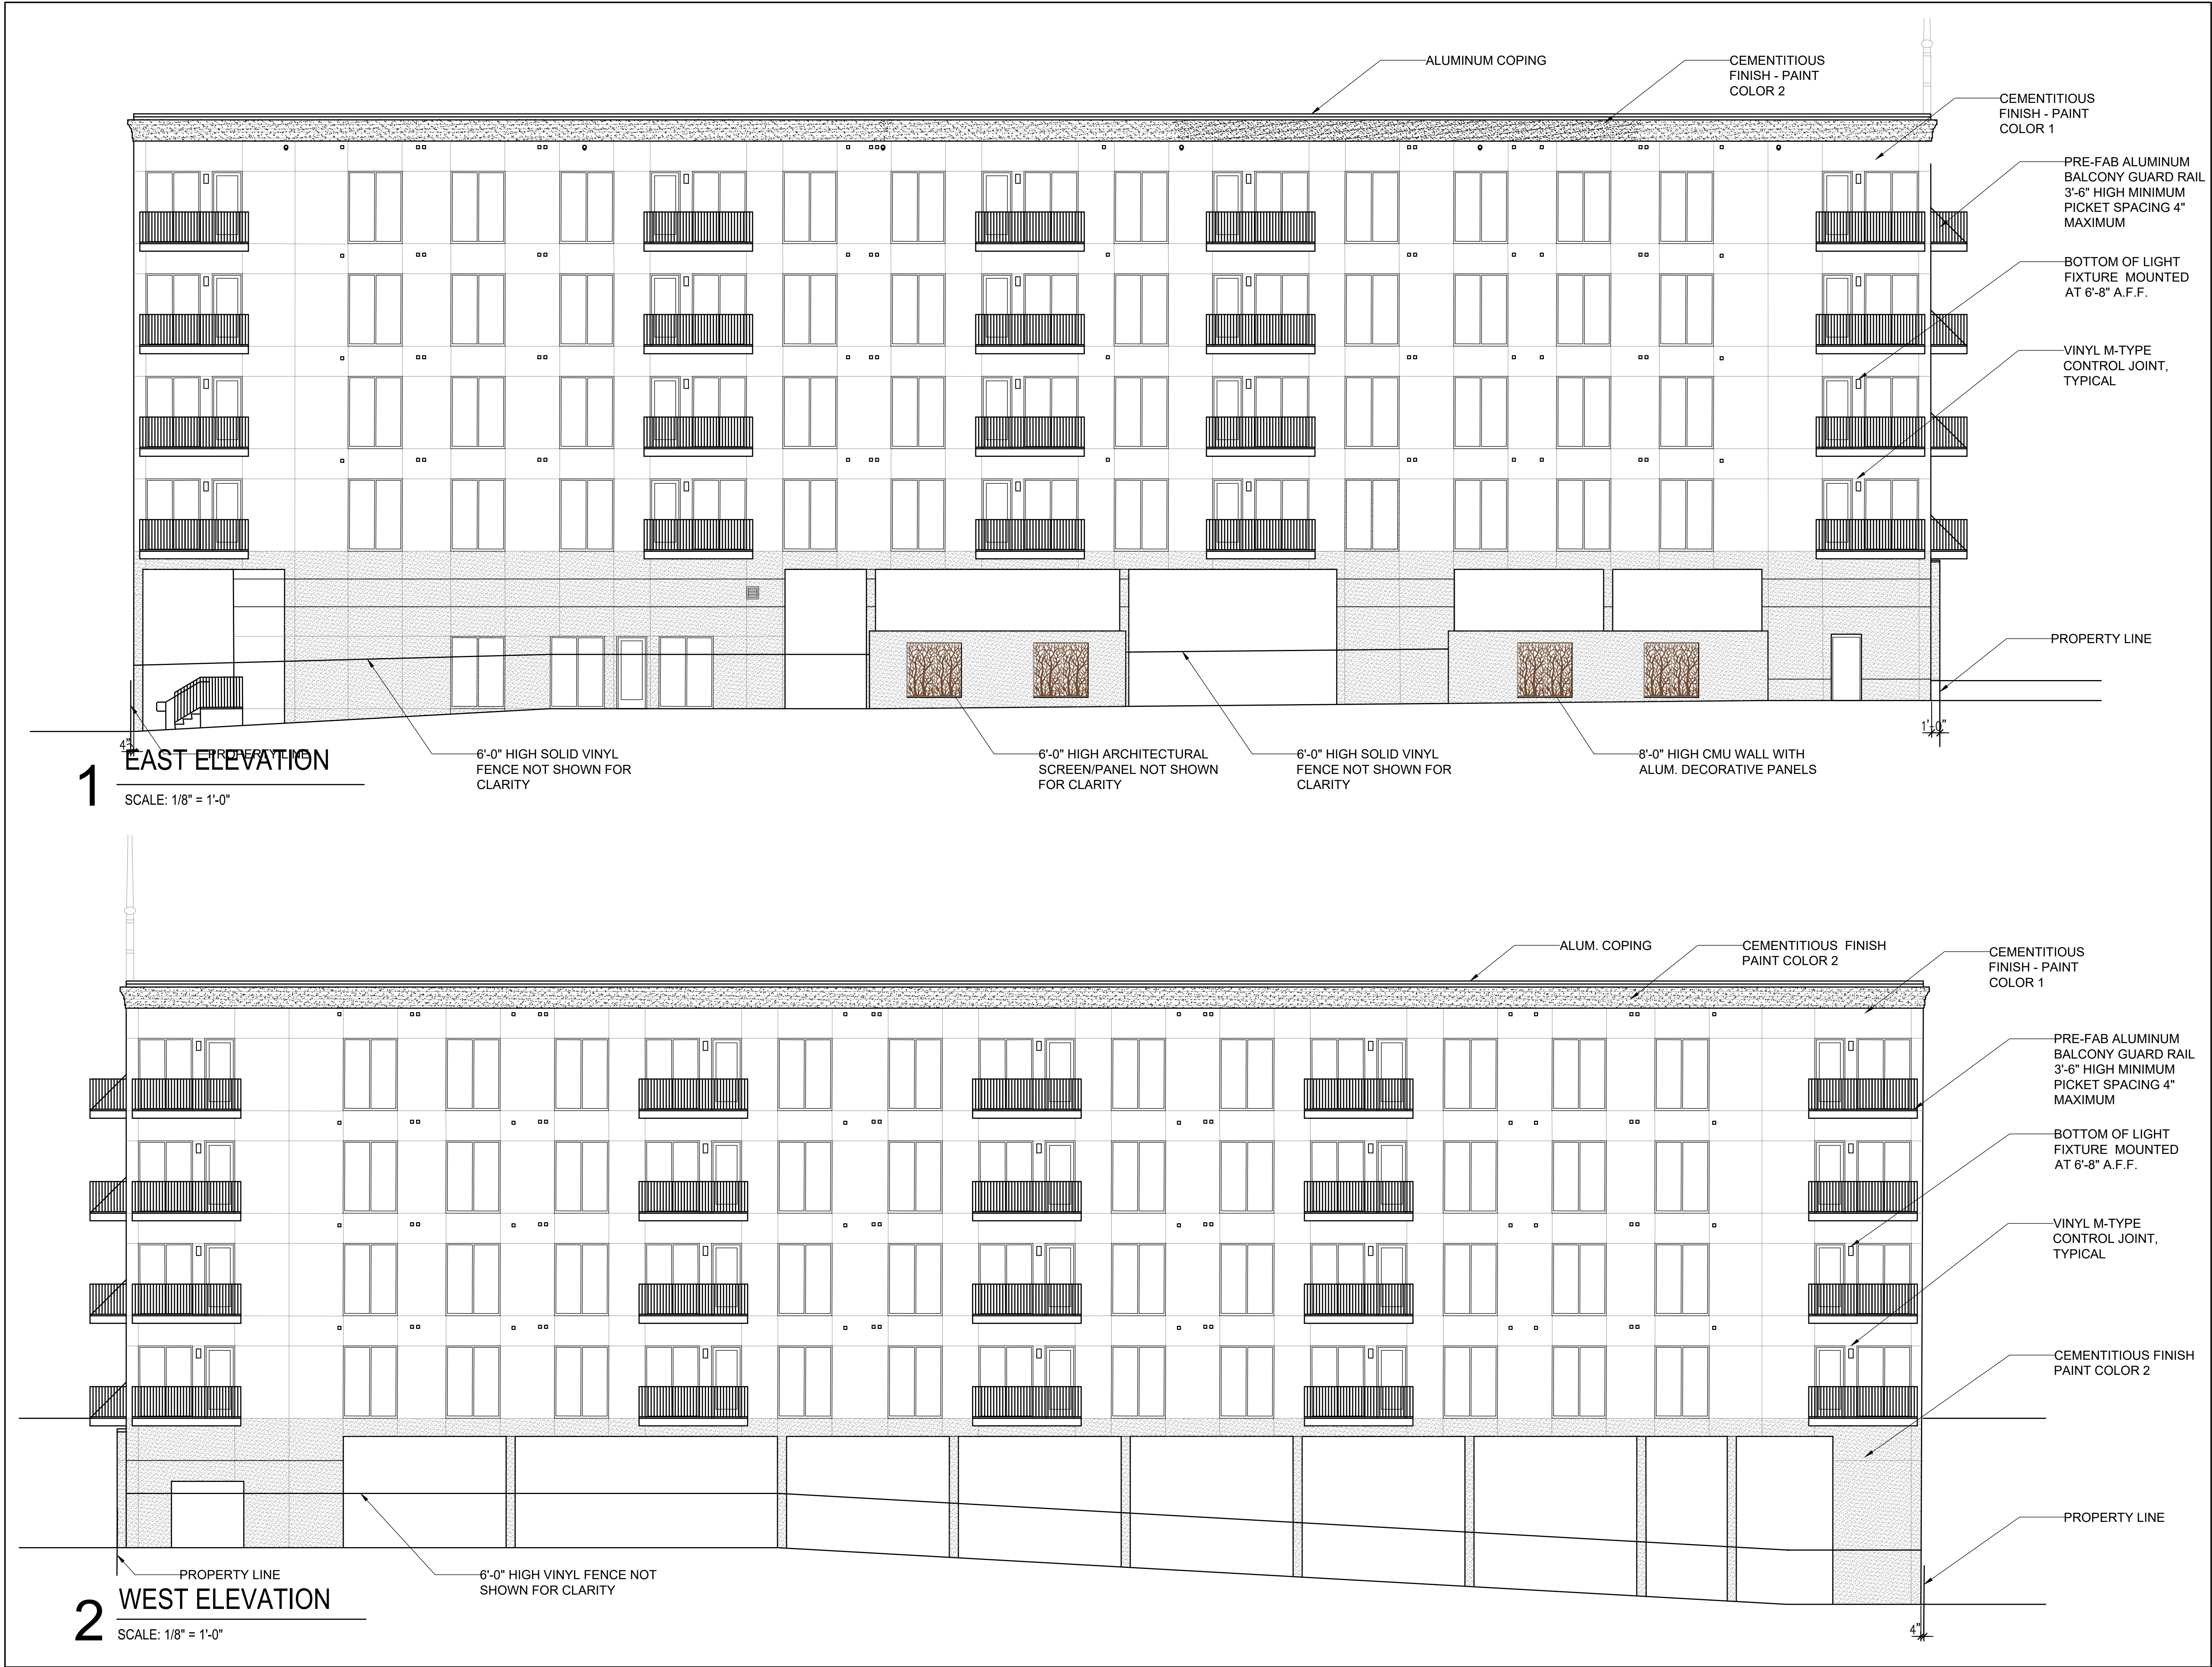 ALUMINUM COPING
CEMENTITIOUS
FINISH - PAINT
COLOR 2
CEMENTITIOUS
FINISH - PAINT
COLOR 1
PRE-FAB ALUMINUM
BALCONY GUARD RAIL
3'-6" HIGH MINIMUM
PICKET SPACING 4"
MAXIMUM
BOTTOM OF LIGHT
FIXTURE MOUNTED
AT 6'-8" A.F.F.
VINYL M-TYPE
CONTROL JOINT,
TYPICAL
PROPERTY LINE
1'-0"
4"
PROPERTY LINE
6'-0" HIGH SOLID VINYL
FENCE NOT SHOWN FOR
CLARITY
6'-0" HIGH ARCHITECTURAL
SCREEN/PANEL NOT SHOWN
FOR CLARITY
6'-0" HIGH SOLID VINYL
FENCE NOT SHOWN FOR
CLARITY
8'-0" HIGH CMU WALL WITH
ALUM. DECORATIVE PANELS
1 EAST ELEVATION
SCALE: 1/8" = 1'-0"
ALUM. COPING
CEMENTITIOUS FINISH
PAINT COLOR 2
CEMENTITIOUS
FINISH - PAINT
COLOR 1
PRE-FAB ALUMINUM
BALCONY GUARD RAIL
3'-6" HIGH MINIMUM
PICKET SPACING 4"
MAXIMUM
BOTTOM OF LIGHT
FIXTURE MOUNTED
AT 6'-8" A.F.F.
VINYL M-TYPE
CONTROL JOINT,
TYPICAL
CEMENTITIOUS FINISH
PAINT COLOR 2
PROPERTY LINE
PROPERTY LINE
6'-0" HIGH VINYL FENCE NOT
SHOWN FOR CLARITY
4"
2 WEST ELEVATION
SCALE: 1/8" = 1'-0"